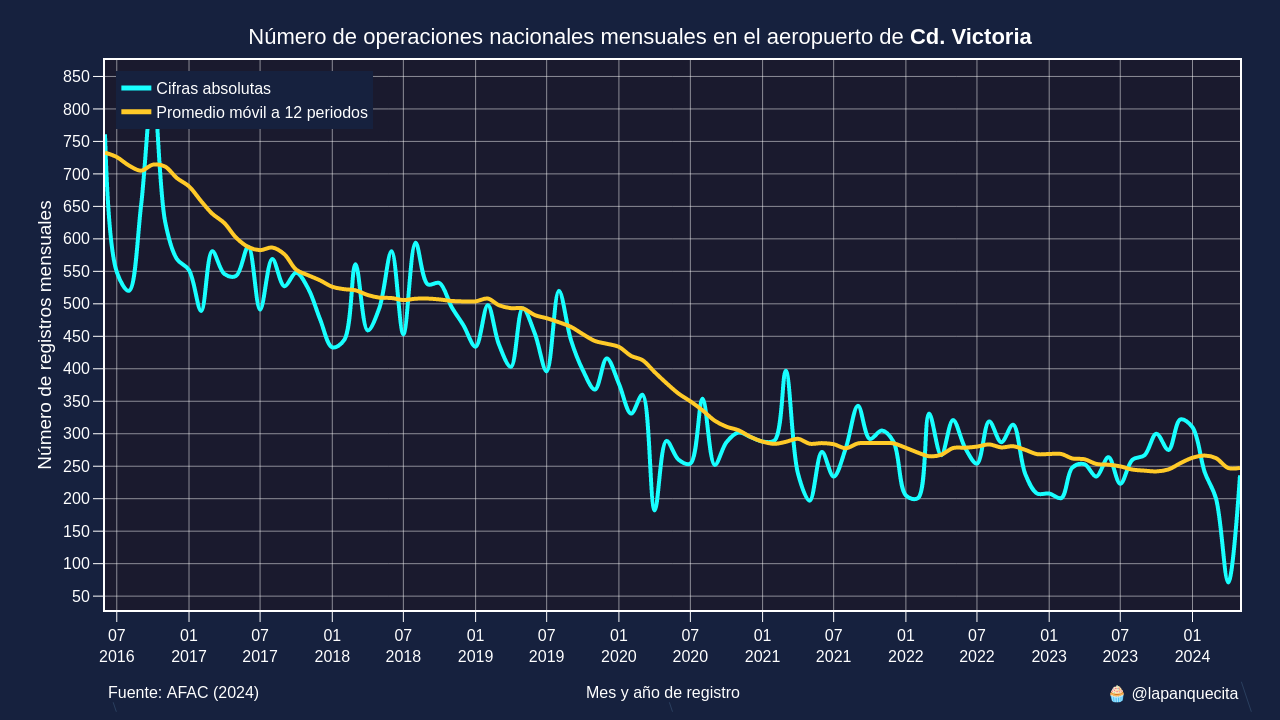 Número de operaciones nacionales mensuales en el aeropuerto de Cd. Victoria
Cifras absolutas
Promedio móvil a 12 periodos
Número de registros mensuales
850
800
750
700
650
600
550
500
450
400
350
300
250
200
150
100
50
07 01 07 01 07 01 07 01 07 01 07 01 07 01 07 01
2016 2017 2017 2018 2018 2019 2019 2020 2020 2021 2021 2022 2022 2023 2023 2024
Fuente: AFAC (2024) Mes y año de registro 🧁 @lapanquecita